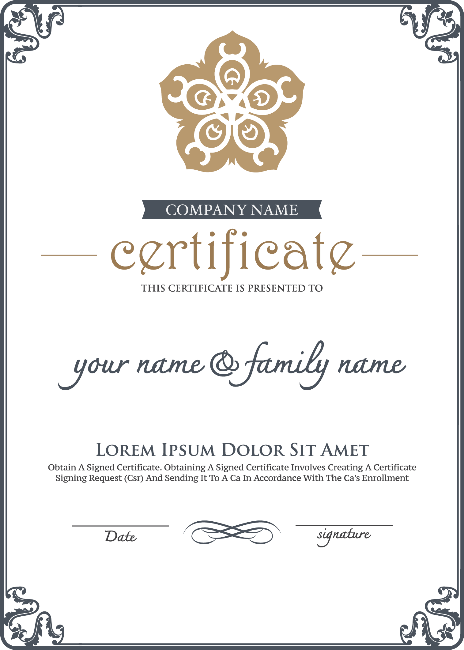 COMPANY NAME
certificate
THIS CERTIFICATE IS PRESENTED TO
your name & family name
LOREM IPSUM DOLOR SIT AMET
Obtain A Signed Certificate. Obtaining A Signed Certificate Involves Creating A Certificate
Signing Request (Csr) And Sending It To A Ca In Accordance With The Ca's Enrollment
Date
signature